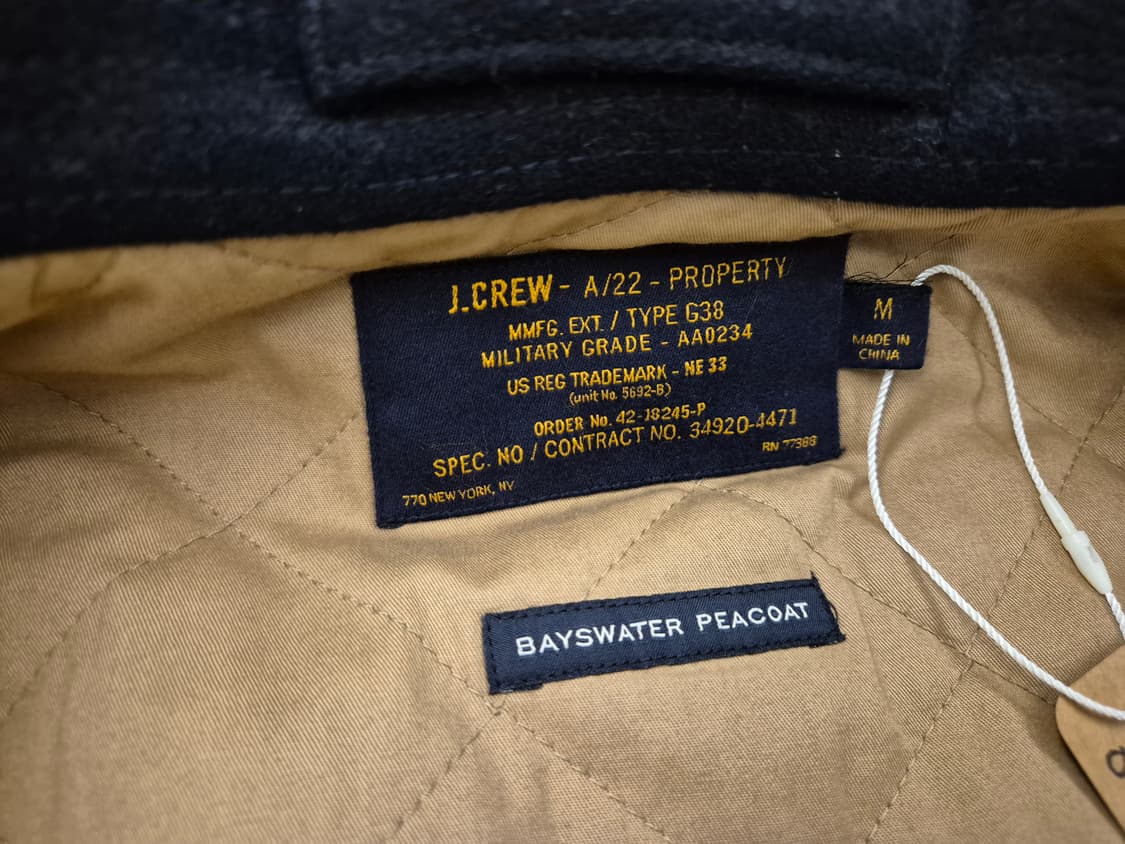 J.CREW - A/22 - PROPERTY
MMFG. EXT. / TYPE G38
MILITARY GRADE - AA0234
US REG TRADEMARK - NE 33
(unit No. 5692-B)
ORDER No. 42-18245-P
SPEC. NO / CONTRACT NO. 34920-4471
RN 77388
770 NEW YORK, NY
M
MADE IN
CHINA
BAYSWATER PEACOAT